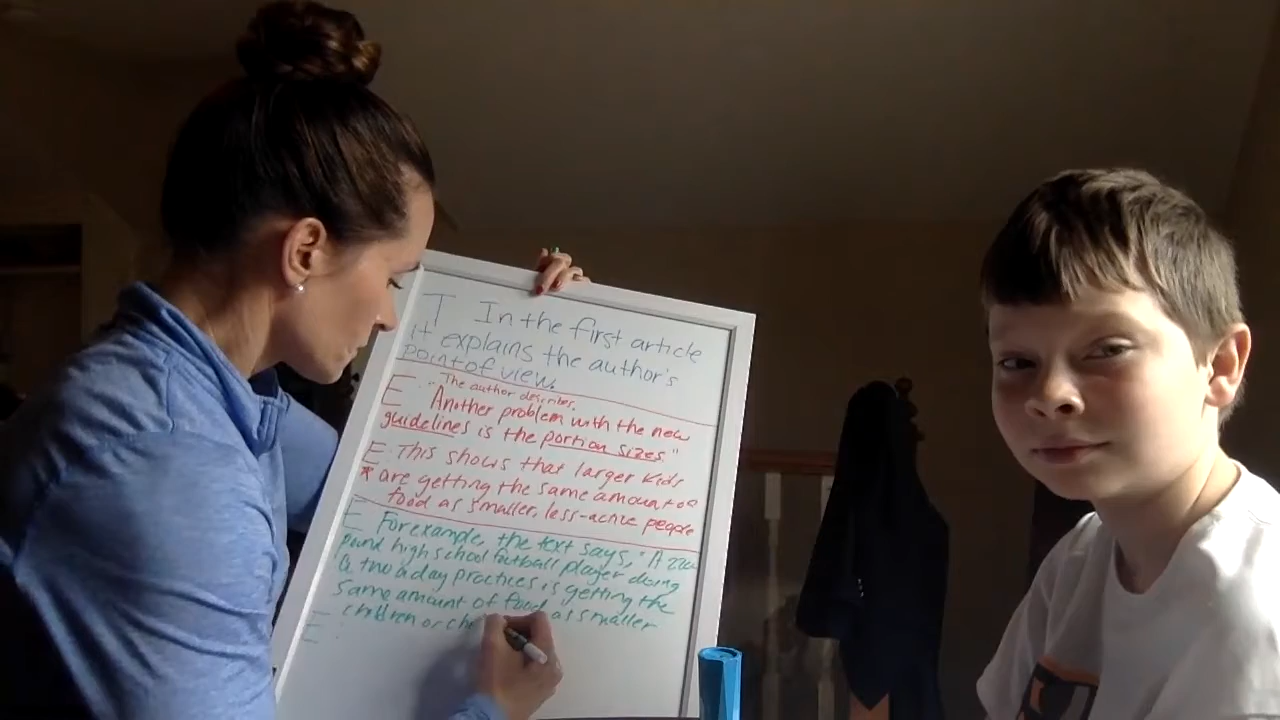 T In the first article
it explains the author's
point of view.
E: "The author describes,
"Another problem with the new
guidelines is the portion sizes."
E: This shows that larger kids
* are getting the same amount of
food as smaller, less-active people
E For example, the text says, "A 220
pund high school football player doing
a two a day practices is getting the
same amount of food as smaller
children or ch
E: